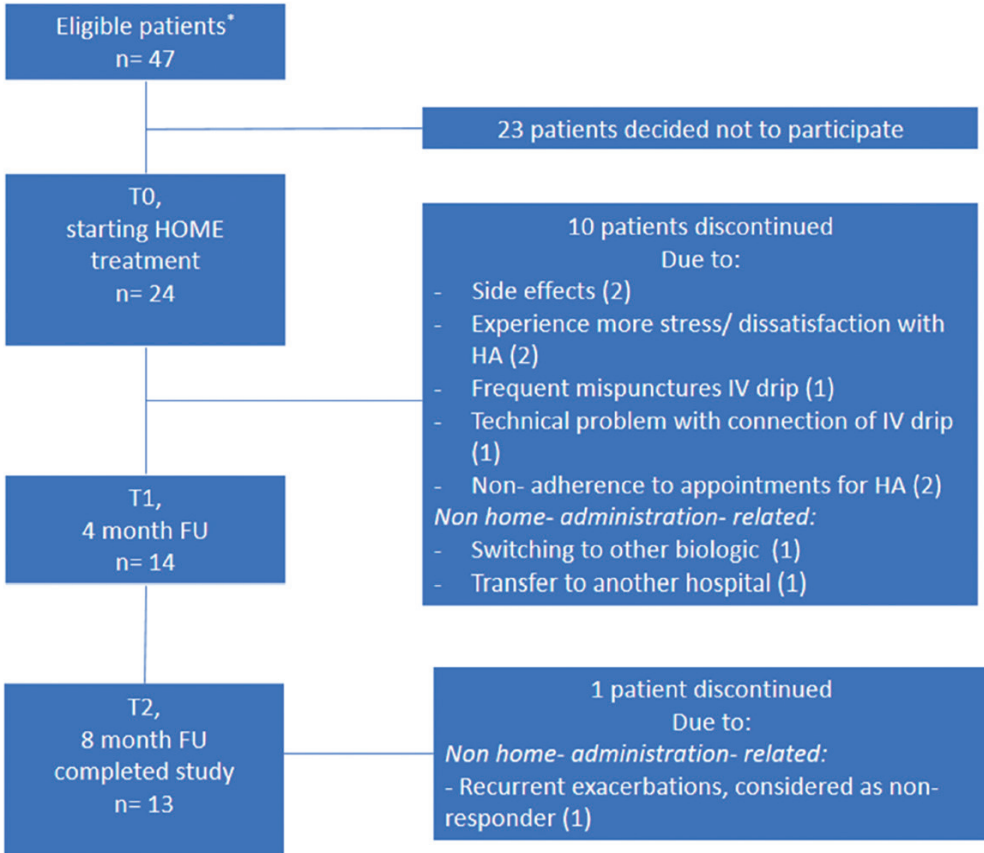 Eligible patients*
n= 47
23 patients decided not to participate
T0,
starting HOME
treatment
n= 24
10 patients discontinued
Due to:
- Side effects (2)
- Experience more stress/ dissatisfaction with
HA (2)
- Frequent mispunctures IV drip (1)
- Technical problem with connection of IV drip
(1)
- Non- adherence to appointments for HA (2)
Non home- administration- related:
- Switching to other biologic (1)
- Transfer to another hospital (1)
T1,
4 month FU
n= 14
T2,
8 month FU
completed study
n= 13
1 patient discontinued
Due to:
Non home- administration- related:
- Recurrent exacerbations, considered as non-
responder (1)